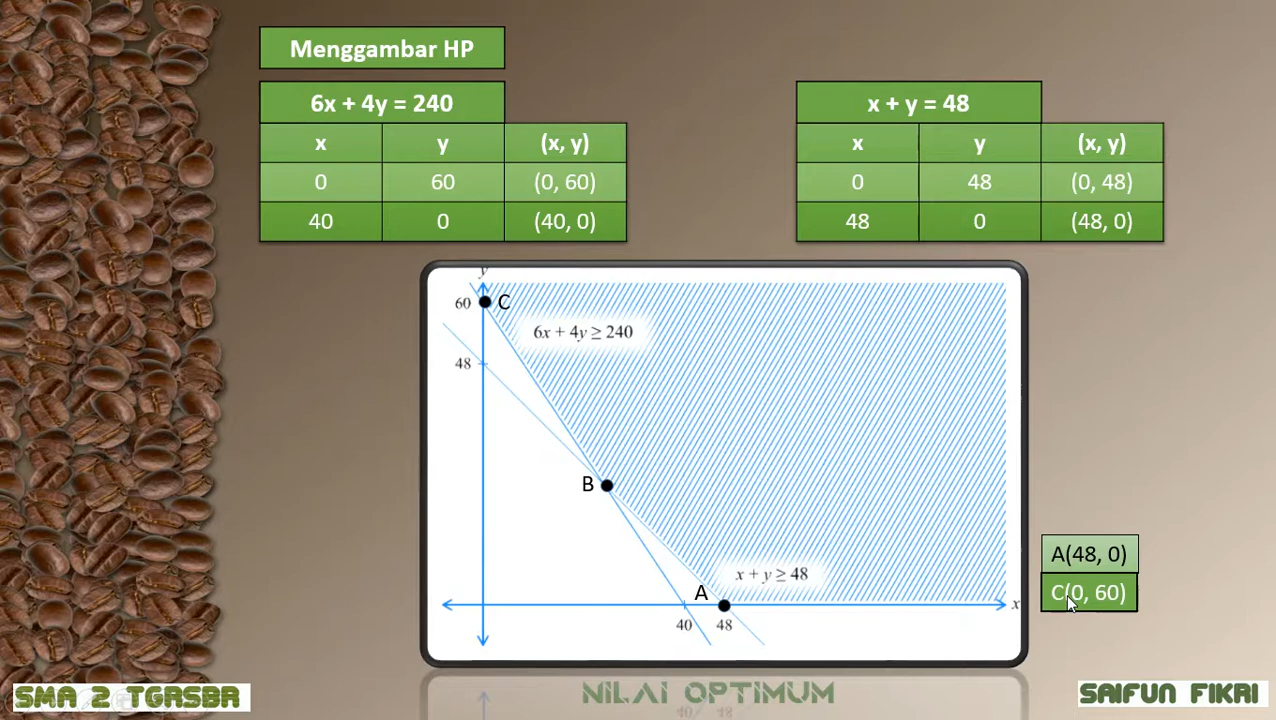 Menggambar HP
6x + 4y = 240
x y (x, y)
0 60 (0, 60)
40 0 (40, 0)
x + y = 48
x y (x, y)
0 48 (0, 48)
48 0 (48, 0)
y
60 C
6x + 4y ≥ 240
48
B
x + y ≥ 48
A
x
40 48
A(48, 0)
C(0, 60)
SMA 2 TGRSBR
NILAI OPTIMUM
SAIFUN FIKRI
40 48